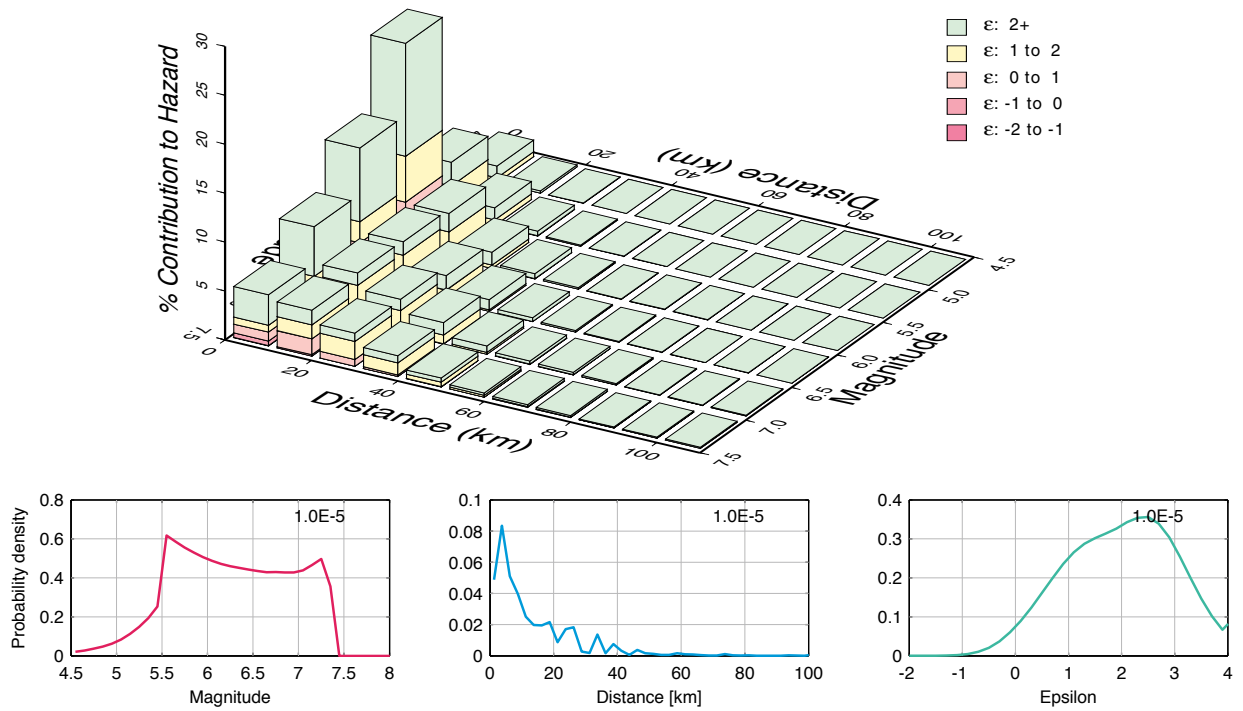 % Contribution to Hazard
30
25
20
15
10
5
0
20
40
60
80
100
Distance (km)
7.5
7.0
6.5
6.0
5.5
5.0
4.5
Magnitude
0
20
40
60
80
100
Distance (km)
ε: 2+
ε: 1 to 2
ε: 0 to 1
ε: -1 to 0
ε: -2 to -1
Probability density
0.8
0.6
0.4
0.2
0
4.5 5 5.5 6 6.5 7 7.5 8
Magnitude
1.0E-5
0.1
0.08
0.06
0.04
0.02
0
0 20 40 60 80 100
Distance [km]
1.0E-5
0.4
0.3
0.2
0.1
0
-2 -1 0 1 2 3 4
Epsilon
1.0E-5